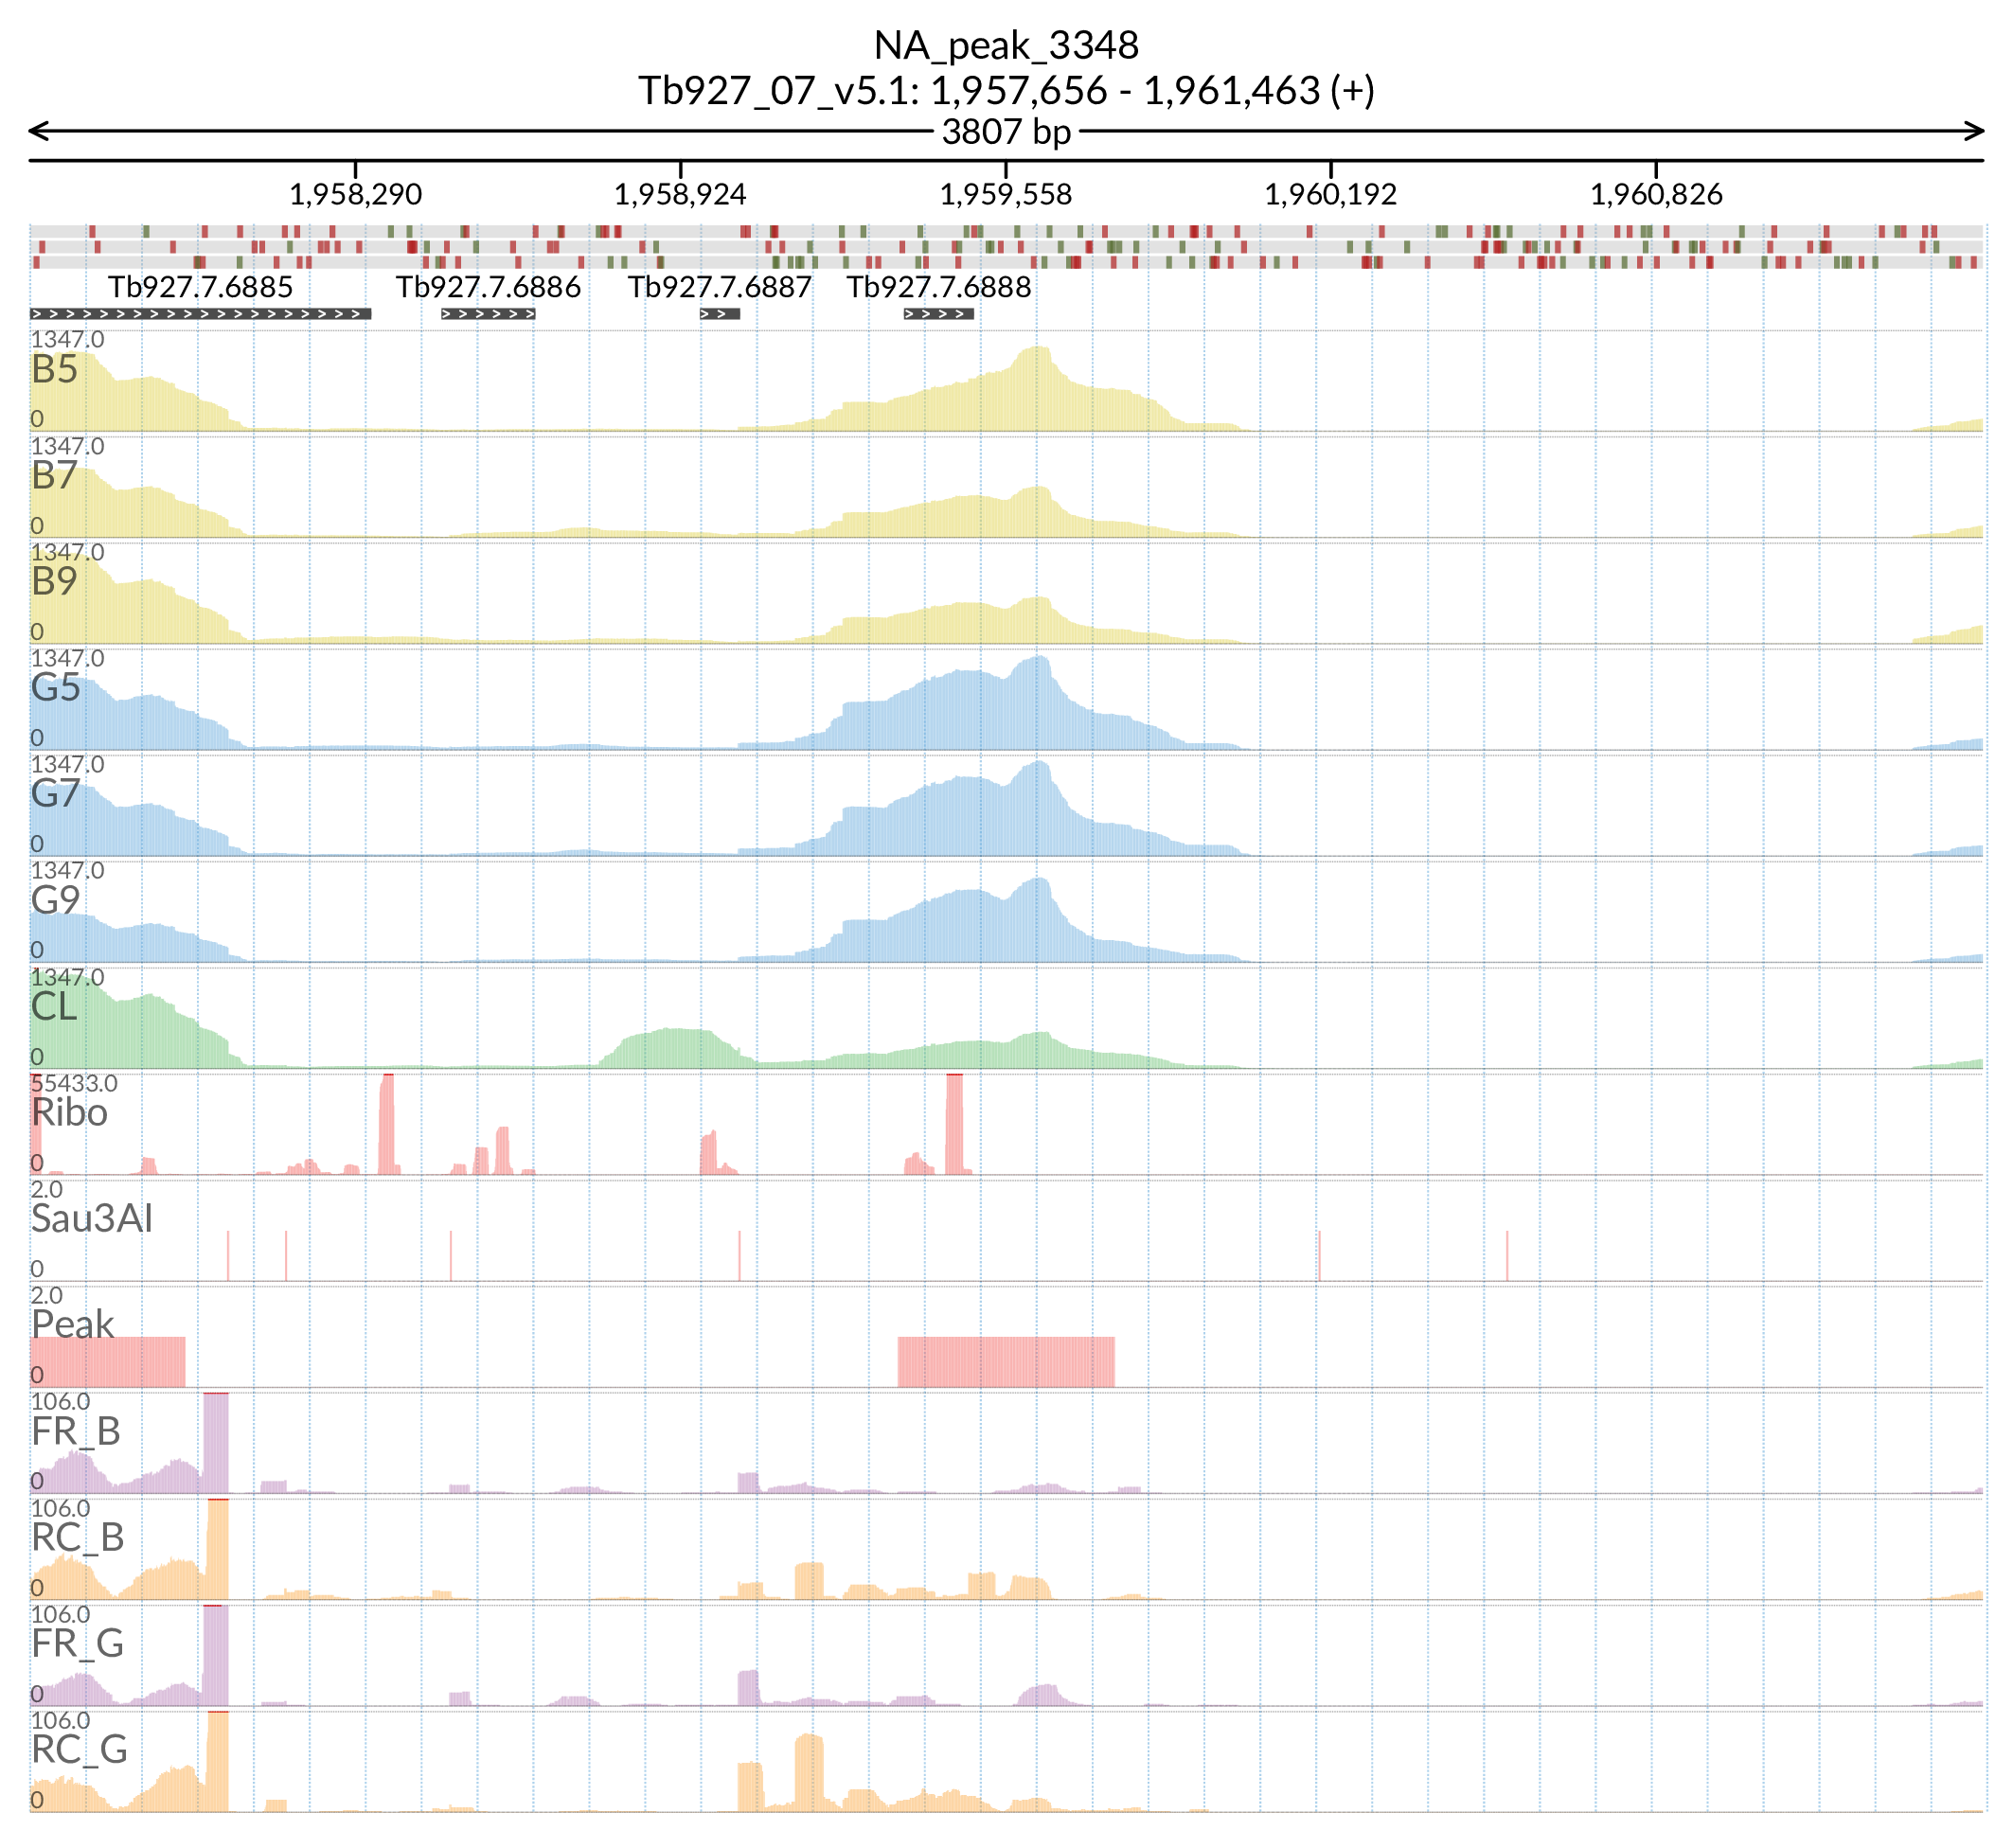 NA_peak_3348
Tb927_07_v5.1: 1,957,656 - 1,961,463 (+)
3807 bp
1,958,290 1,958,924 1,959,558 1,960,192 1,960,826
Tb927.7.6885 Tb927.7.6886 Tb927.7.6887 Tb927.7.6888
1347.0
B5
0
1347.0
B7
0
1347.0
B9
0
1347.0
G5
0
1347.0
G7
0
1347.0
G9
0
1347.0
CL
0
55433.0
Ribo
0
2.0
Sau3AI
0
2.0
Peak
0
106.0
FR_B
0
106.0
RC_B
0
106.0
FR_G
0
106.0
RC_G
0